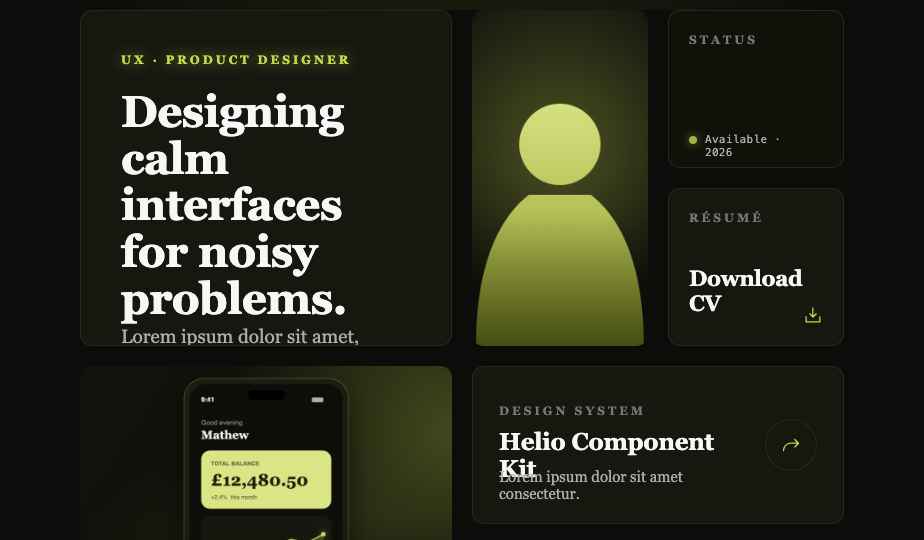 UX · PRODUCT DESIGNER
Designing
calm
interfaces
for noisy
problems.
Lorem ipsum dolor sit amet,
STATUS
Available ·
2026
RÉSUMÉ
Download
CV
9:41
Good evening
Mathew
TOTAL BALANCE
£12,480.50
+2.4% this month
DESIGN SYSTEM
Helio Component
Kit
Lorem ipsum dolor sit amet
consectetur.